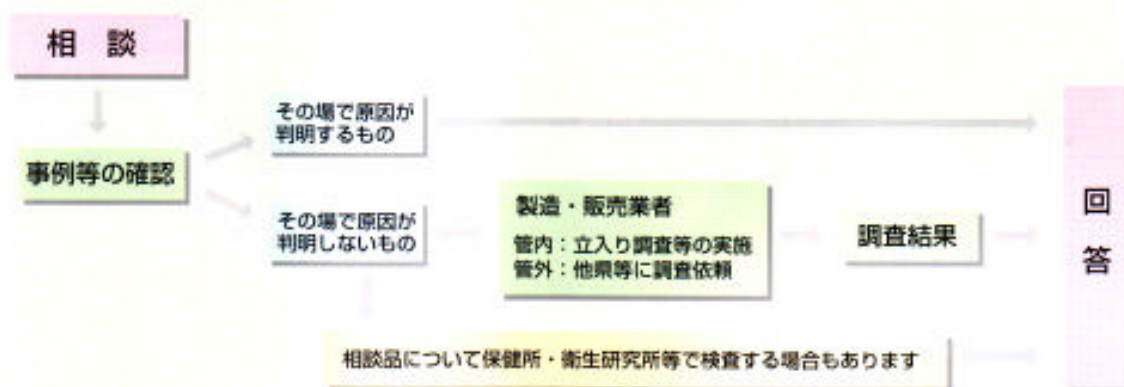 相 談
事例等の確認
その場で原因が
判明するもの
その場で原因が
判明しないもの
製造・販売業者
管内：立入り調査等の実施
管外：他県等に調査依頼
調査結果
相談品について保健所・衛生研究所等で検査する場合もあります
回
答